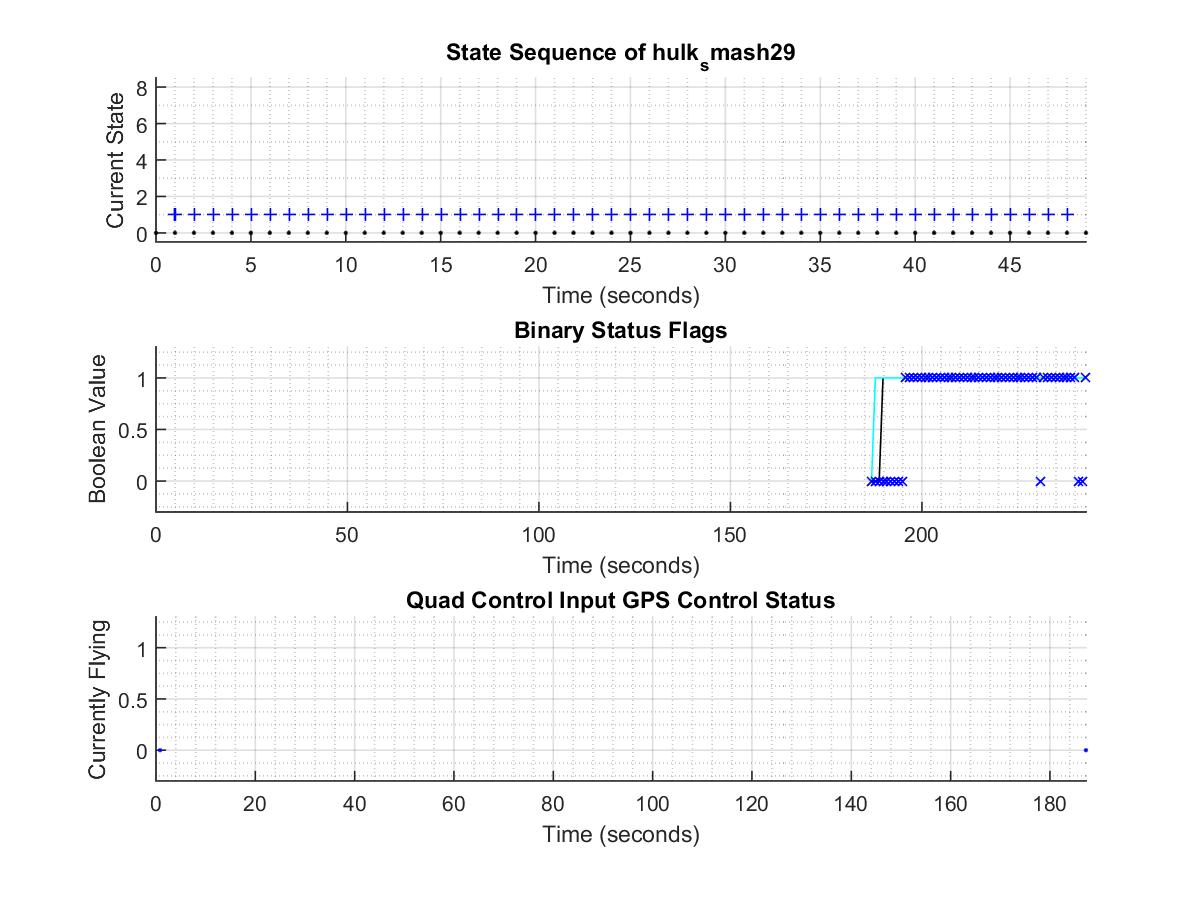 State Sequence of hulksmash29
8
6
4
2
0
Current State
0 5 10 15 20 25 30 35 40 45
Time (seconds)
Binary Status Flags
1
0.5
0
Boolean Value
0 50 100 150 200
Time (seconds)
Quad Control Input GPS Control Status
1
0.5
0
Currently Flying
0 20 40 60 80 100 120 140 160 180
Time (seconds)